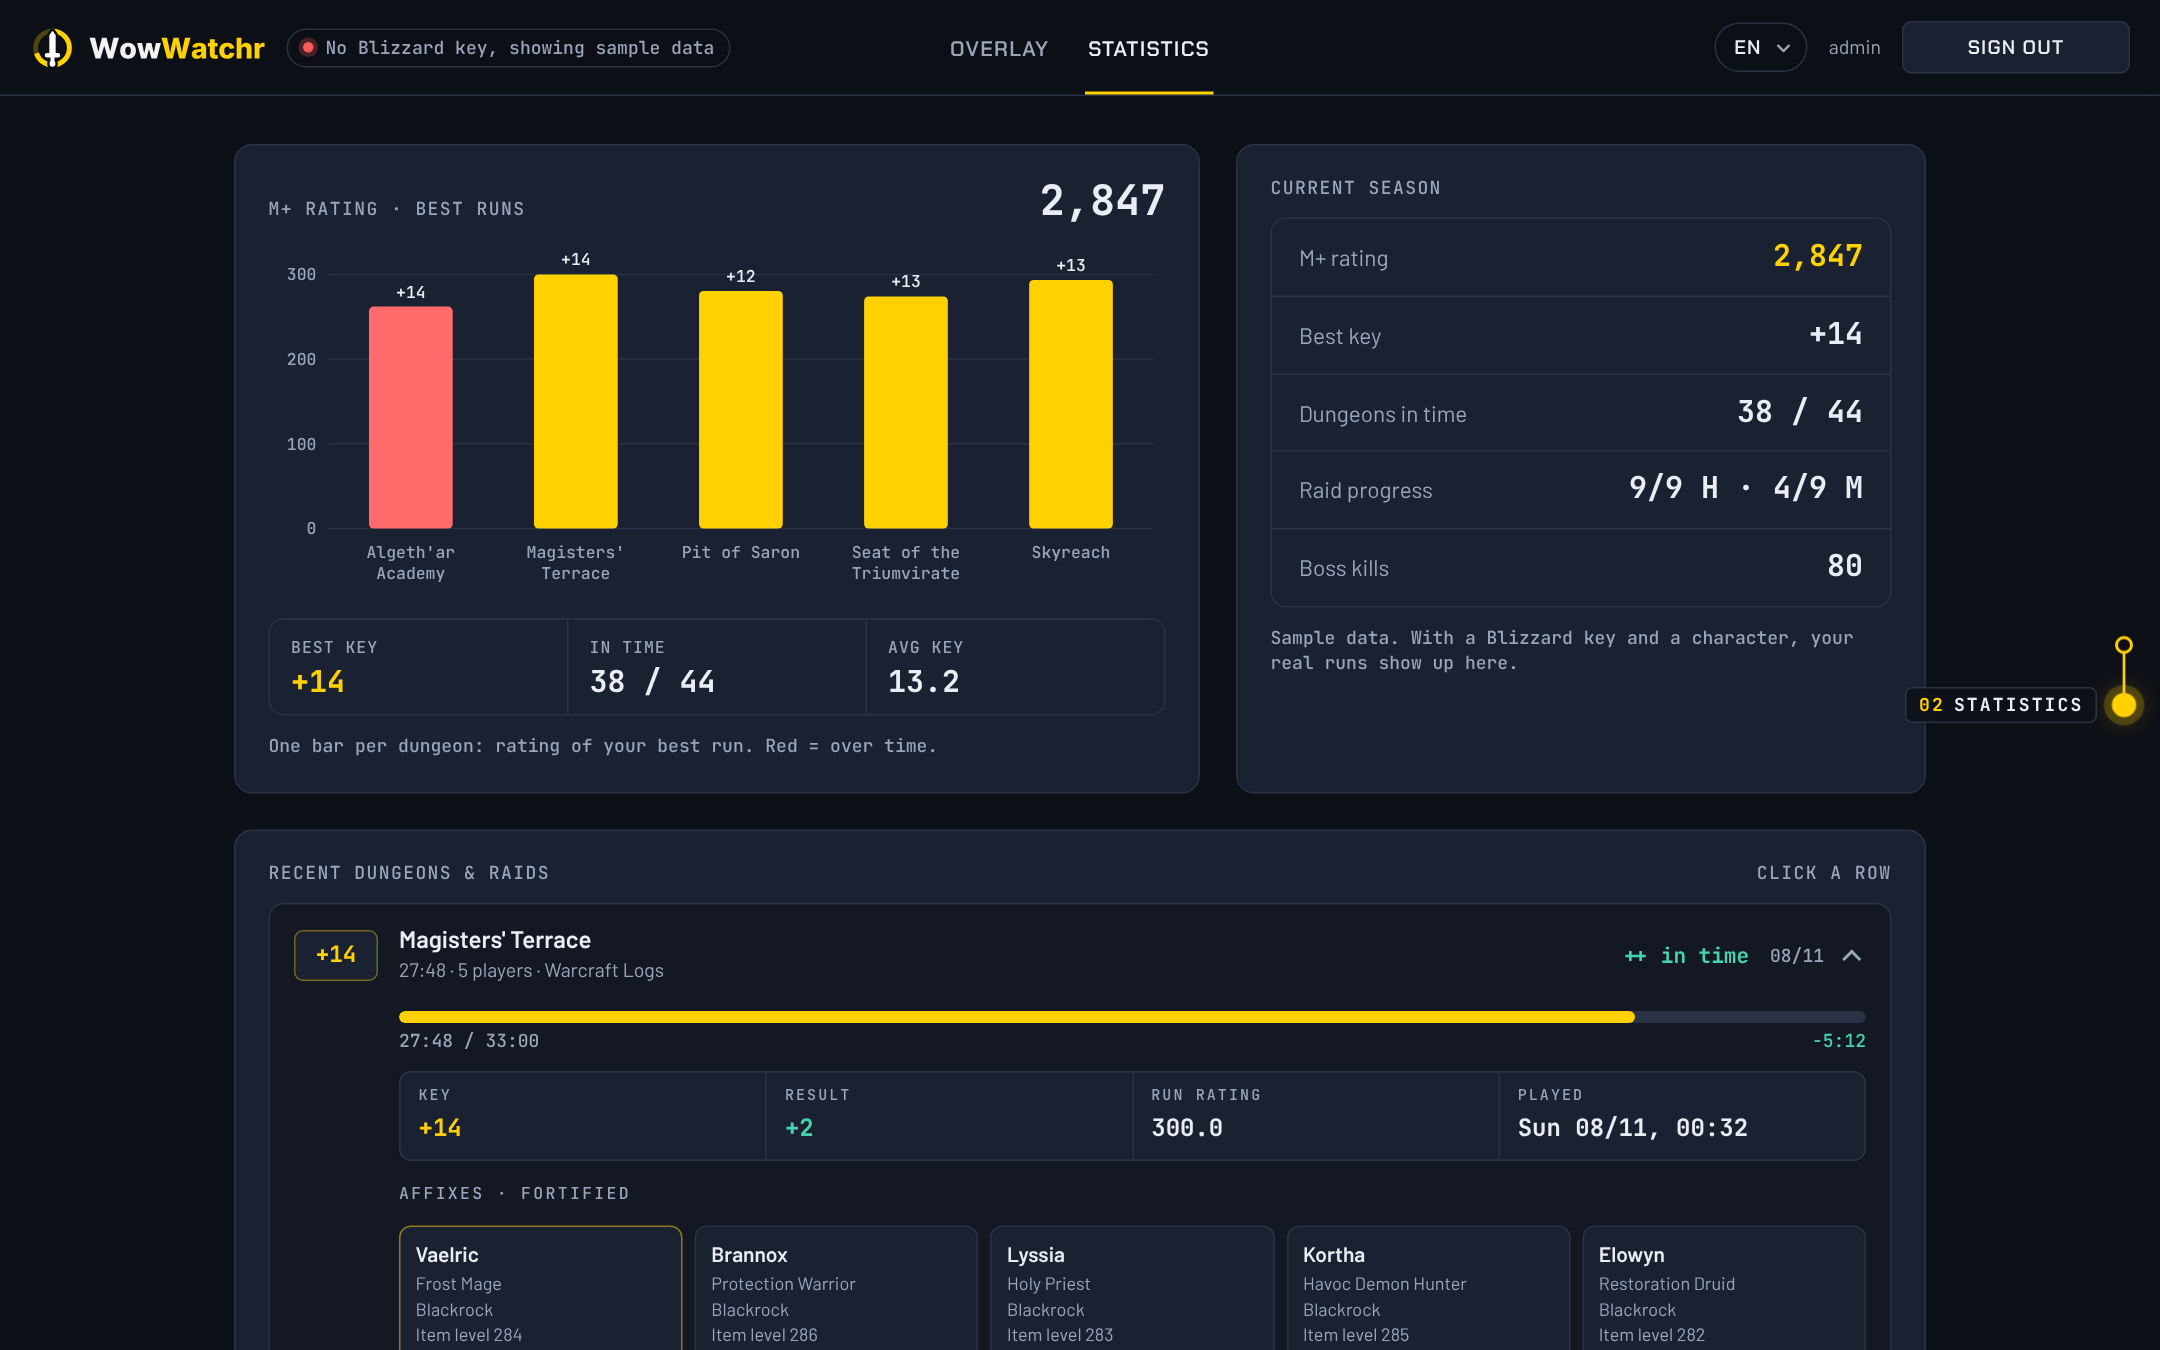 WowWatchr
No Blizzard key, showing sample data
OVERLAY
STATISTICS
EN
admin
SIGN OUT
M+ RATING · BEST RUNS
2,847
300
200
100
0
+14
+14
+12
+13
+13
Algeth'ar
Academy
Magisters'
Terrace
Pit of Saron
Seat of the
Triumvirate
Skyreach
BEST KEY
+14
IN TIME
38 / 44
AVG KEY
13.2
One bar per dungeon: rating of your best run. Red = over time.
CURRENT SEASON
M+ rating
2,847
Best key
+14
Dungeons in time
38 / 44
Raid progress
9/9 H · 4/9 M
Boss kills
80
Sample data. With a Blizzard key and a character, your
real runs show up here.
02 STATISTICS
RECENT DUNGEONS & RAIDS
CLICK A ROW
+14
Magisters' Terrace
27:48 · 5 players · Warcraft Logs
++ in time
08/11
27:48 / 33:00
-5:12
KEY
+14
RESULT
+2
RUN RATING
300.0
PLAYED
Sun 08/11, 00:32
AFFIXES · FORTIFIED
Vaelric
Frost Mage
Blackrock
Item level 284
Brannox
Protection Warrior
Blackrock
Item level 286
Lyssia
Holy Priest
Blackrock
Item level 283
Kortha
Havoc Demon Hunter
Blackrock
Item level 285
Elowyn
Restoration Druid
Blackrock
Item level 282